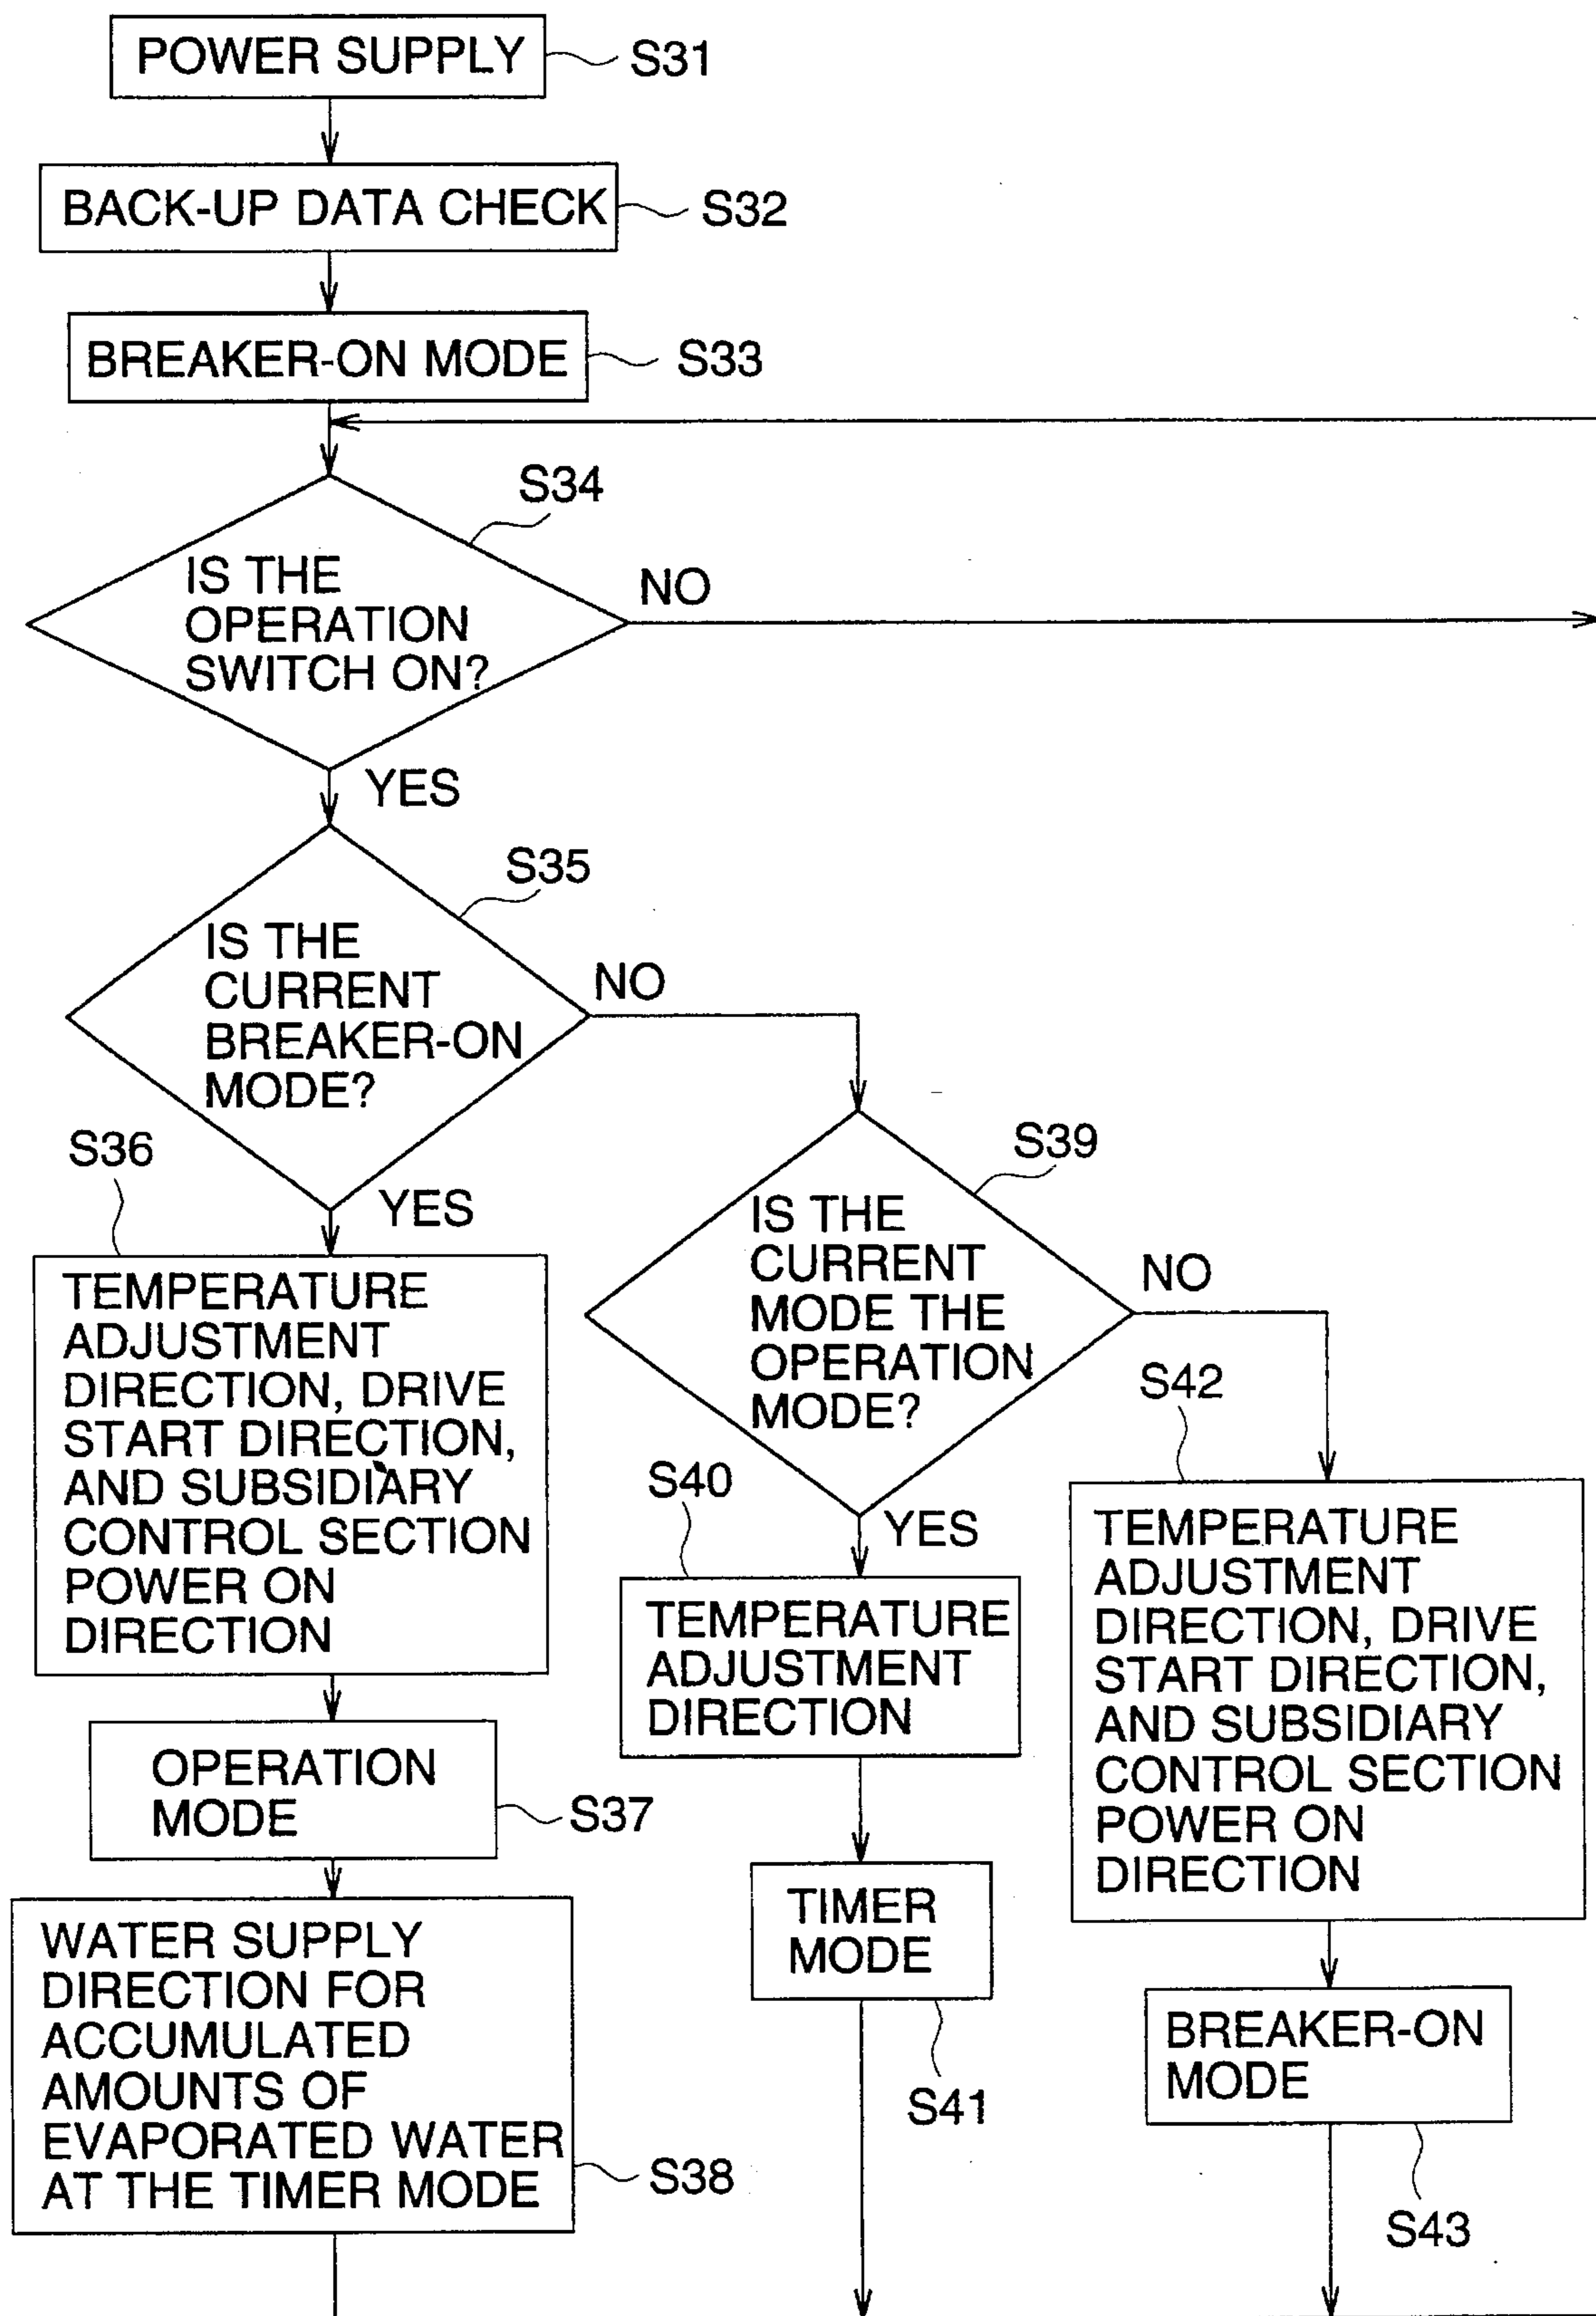 POWER SUPPLY
S31
BACK-UP DATA CHECK
S32
BREAKER-ON MODE
S33
S34
IS THE
OPERATION
SWITCH ON?
NO
YES
S35
IS THE
CURRENT
BREAKER-ON
MODE?
NO
YES
S36
TEMPERATURE
ADJUSTMENT
DIRECTION, DRIVE
START DIRECTION,
AND SUBSIDIARY
CONTROL SECTION
POWER ON
DIRECTION
OPERATION
MODE
S37
WATER SUPPLY
DIRECTION FOR
ACCUMULATED
AMOUNTS OF
EVAPORATED WATER
AT THE TIMER MODE
S38
S39
IS THE
CURRENT
MODE THE
OPERATION
MODE?
NO
YES
S40
TEMPERATURE
ADJUSTMENT
DIRECTION
TIMER
MODE
S41
S42
TEMPERATURE
ADJUSTMENT
DIRECTION, DRIVE
START DIRECTION,
AND SUBSIDIARY
CONTROL SECTION
POWER ON
DIRECTION
BREAKER-ON
MODE
S43